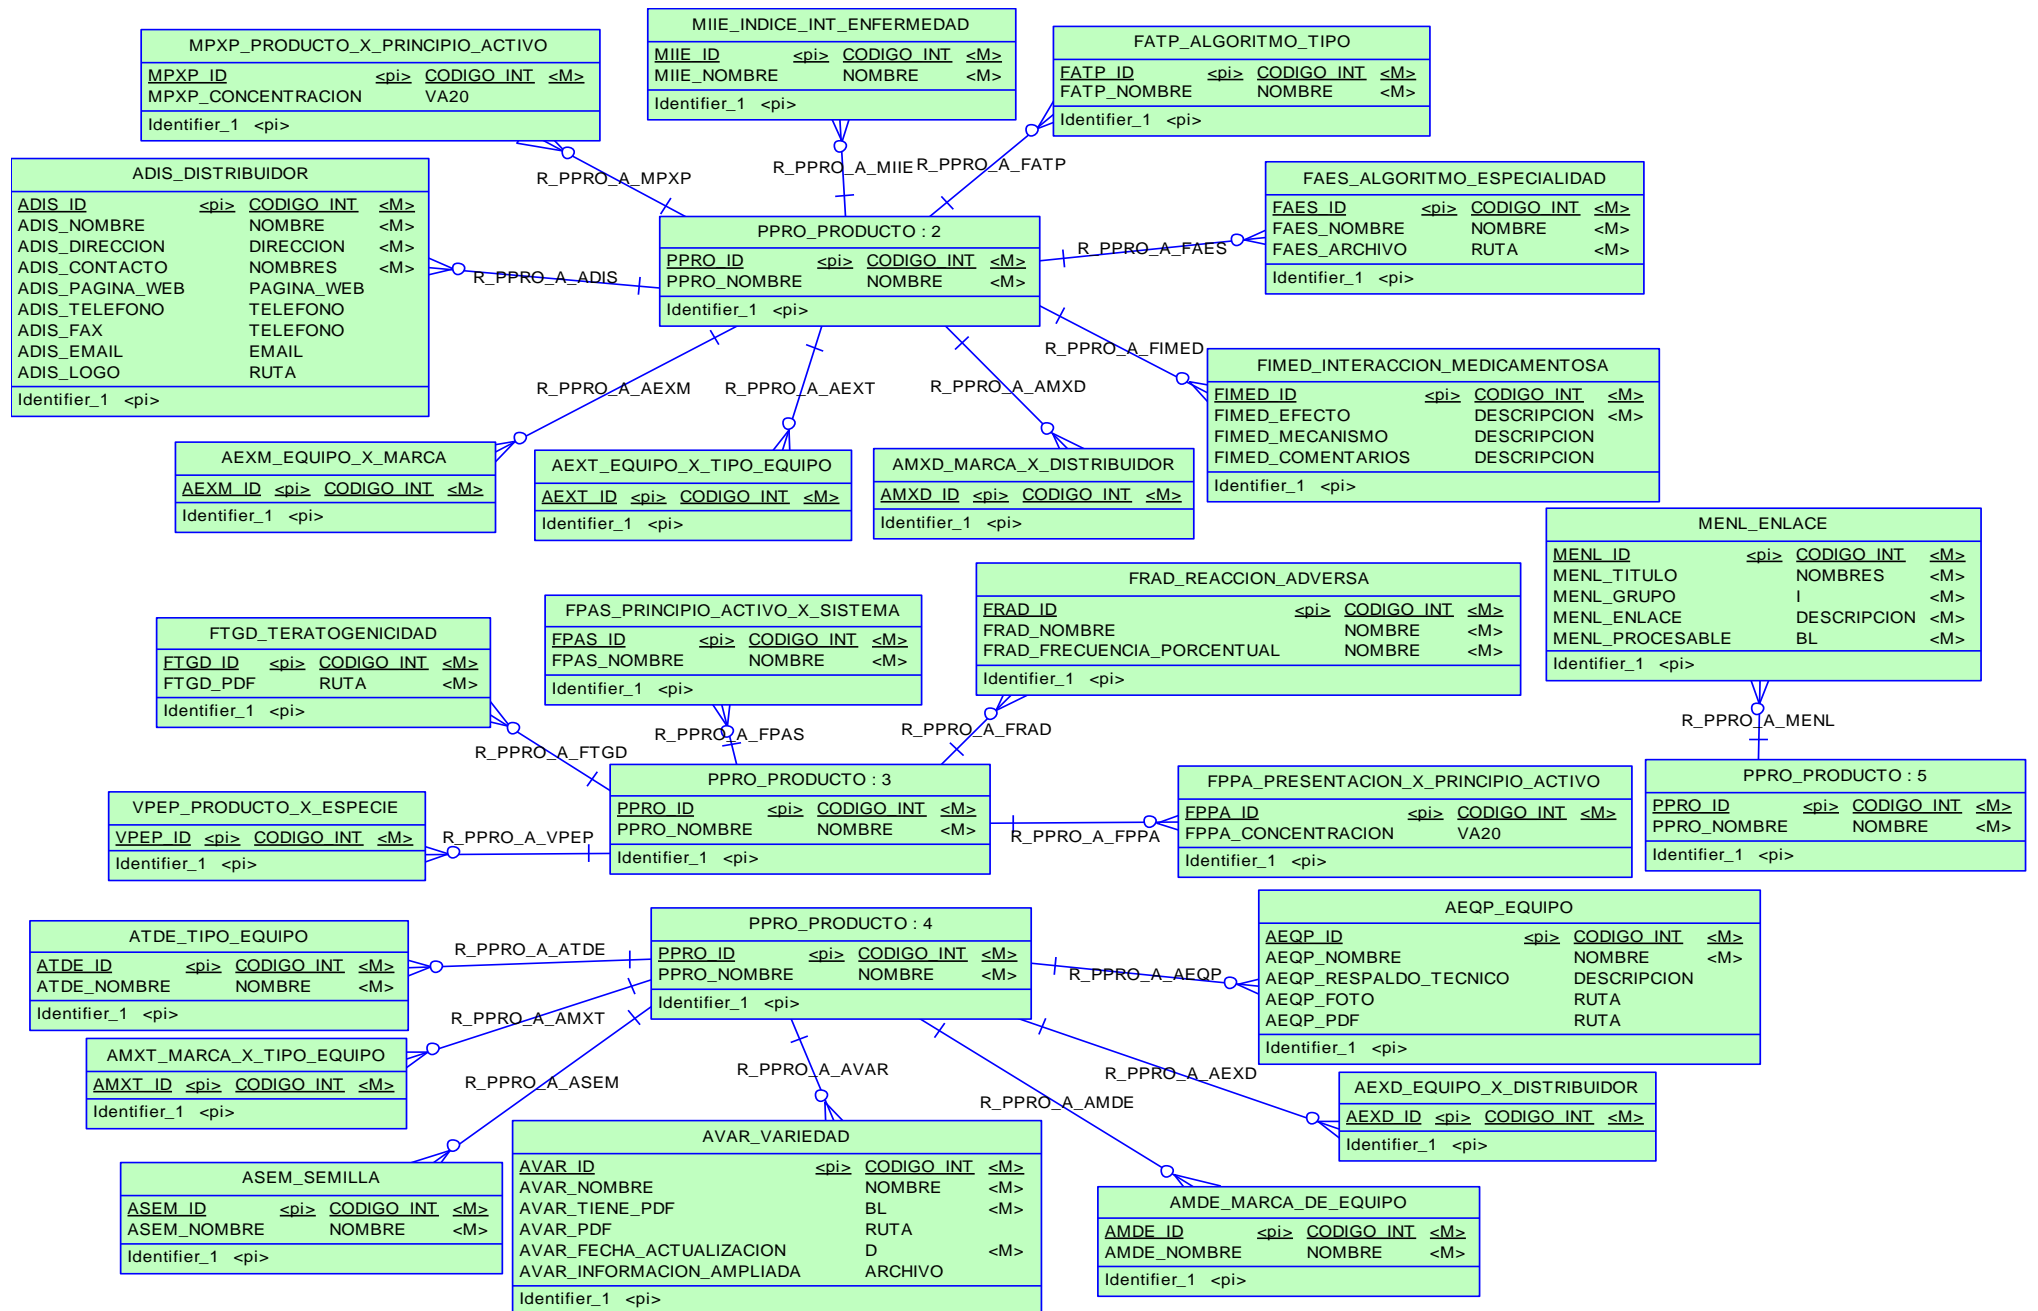 MPXP_PRODUCTO_X_PRINCIPIO_ACTIVO
MPXP_ID <pi> CODIGO_INT <M>
MPXP_CONCENTRACION VA20
Identifier_1 <pi>
MIIE_INDICE_INT_ENFERMEDAD
MIIE_ID <pi> CODIGO_INT <M>
MIIE_NOMBRE NOMBRE <M>
Identifier_1 <pi>
FATP_ALGORITMO_TIPO
FATP_ID <pi> CODIGO_INT <M>
FATP_NOMBRE NOMBRE <M>
Identifier_1 <pi>
R_PPRO_A_MPXP
R_PPRO_A_MIIE
R_PPRO_A_FATP
ADIS_DISTRIBUIDOR
ADIS_ID <pi> CODIGO_INT <M>
ADIS_NOMBRE NOMBRE <M>
ADIS_DIRECCION DIRECCION <M>
ADIS_CONTACTO NOMBRES <M>
ADIS_PAGINA_WEB PAGINA_WEB
ADIS_TELEFONO TELEFONO
ADIS_FAX TELEFONO
ADIS_EMAIL EMAIL
ADIS_LOGO RUTA
Identifier_1 <pi>
R_PPRO_A_ADIS
PPRO_PRODUCTO : 2
PPRO_ID <pi> CODIGO_INT <M>
PPRO_NOMBRE NOMBRE <M>
Identifier_1 <pi>
R_PPRO_A_FAES
FAES_ALGORITMO_ESPECIALIDAD
FAES_ID <pi> CODIGO_INT <M>
FAES_NOMBRE NOMBRE <M>
FAES_ARCHIVO RUTA <M>
Identifier_1 <pi>
R_PPRO_A_AEXM
R_PPRO_A_AEXT
R_PPRO_A_AMXD
R_PPRO_A_FIMED
FIMED_INTERACCION_MEDICAMENTOSA
FIMED_ID <pi> CODIGO_INT <M>
FIMED_EFECTO DESCRIPCION <M>
FIMED_MECANISMO DESCRIPCION
FIMED_COMENTARIOS DESCRIPCION
Identifier_1 <pi>
AEXM_EQUIPO_X_MARCA
AEXM_ID <pi> CODIGO_INT <M>
Identifier_1 <pi>
AEXT_EQUIPO_X_TIPO_EQUIPO
AEXT_ID <pi> CODIGO_INT <M>
Identifier_1 <pi>
AMXD_MARCA_X_DISTRIBUIDOR
AMXD_ID <pi> CODIGO_INT <M>
Identifier_1 <pi>
MENL_ENLACE
MENL_ID <pi> CODIGO_INT <M>
MENL_TITULO NOMBRES <M>
MENL_GRUPO I <M>
MENL_ENLACE DESCRIPCION <M>
MENL_PROCESABLE BL <M>
Identifier_1 <pi>
FTGD_TERATOGENICIDAD
FTGD_ID <pi> CODIGO_INT <M>
FTGD_PDF RUTA <M>
Identifier_1 <pi>
FPAS_PRINCIPIO_ACTIVO_X_SISTEMA
FPAS_ID <pi> CODIGO_INT <M>
FPAS_NOMBRE NOMBRE <M>
Identifier_1 <pi>
FRAD_REACCION_ADVERSA
FRAD_ID <pi> CODIGO_INT <M>
FRAD_NOMBRE NOMBRE <M>
FRAD_FRECUENCIA_PORCENTUAL NOMBRE <M>
Identifier_1 <pi>
R_PPRO_A_FTGD
R_PPRO_A_FPAS
R_PPRO_A_FRAD
R_PPRO_A_MENL
VPEP_PRODUCTO_X_ESPECIE
VPEP_ID <pi> CODIGO_INT <M>
Identifier_1 <pi>
R_PPRO_A_VPEP
PPRO_PRODUCTO : 3
PPRO_ID <pi> CODIGO_INT <M>
PPRO_NOMBRE NOMBRE <M>
Identifier_1 <pi>
R_PPRO_A_FPPA
FPPA_PRESENTACION_X_PRINCIPIO_ACTIVO
FPPA_ID <pi> CODIGO_INT <M>
FPPA_CONCENTRACION VA20
Identifier_1 <pi>
PPRO_PRODUCTO : 5
PPRO_ID <pi> CODIGO_INT <M>
PPRO_NOMBRE NOMBRE <M>
Identifier_1 <pi>
ATDE_TIPO_EQUIPO
ATDE_ID <pi> CODIGO_INT <M>
ATDE_NOMBRE NOMBRE <M>
Identifier_1 <pi>
R_PPRO_A_ATDE
PPRO_PRODUCTO : 4
PPRO_ID <pi> CODIGO_INT <M>
PPRO_NOMBRE NOMBRE <M>
Identifier_1 <pi>
R_PPRO_A_AEQP
AEQP_EQUIPO
AEQP_ID <pi> CODIGO_INT <M>
AEQP_NOMBRE NOMBRE <M>
AEQP_RESPALDO_TECNICO DESCRIPCION
AEQP_FOTO RUTA
AEQP_PDF RUTA
Identifier_1 <pi>
R_PPRO_A_AMXT
AMXT_MARCA_X_TIPO_EQUIPO
AMXT_ID <pi> CODIGO_INT <M>
Identifier_1 <pi>
R_PPRO_A_ASEM
R_PPRO_A_AVAR
R_PPRO_A_AMDE
R_PPRO_A_AEXD
AEXD_EQUIPO_X_DISTRIBUIDOR
AEXD_ID <pi> CODIGO_INT <M>
Identifier_1 <pi>
ASEM_SEMILLA
ASEM_ID <pi> CODIGO_INT <M>
ASEM_NOMBRE NOMBRE <M>
Identifier_1 <pi>
AVAR_VARIEDAD
AVAR_ID <pi> CODIGO_INT <M>
AVAR_NOMBRE NOMBRE <M>
AVAR_TIENE_PDF BL <M>
AVAR_PDF RUTA
AVAR_FECHA_ACTUALIZACION D <M>
AVAR_INFORMACION_AMPLIADA ARCHIVO
Identifier_1 <pi>
AMDE_MARCA_DE_EQUIPO
AMDE_ID <pi> CODIGO_INT <M>
AMDE_NOMBRE NOMBRE <M>
Identifier_1 <pi>